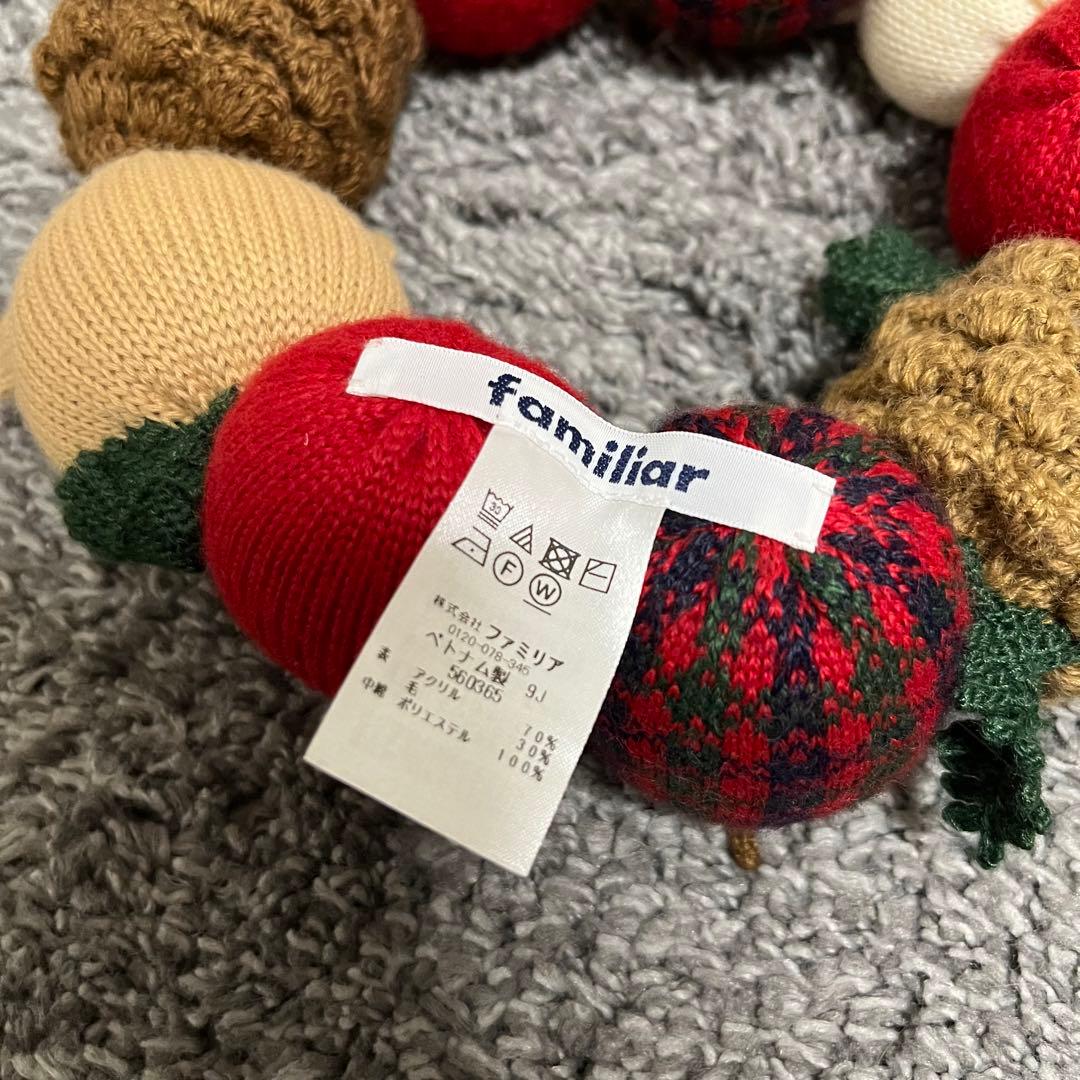 familiar
30
F
W
株式会社 ファミリア
0120-078-345
ベトナム製 9J
560365
表 アクリル 70%
毛 30%
中綿 ポリエステル 100%